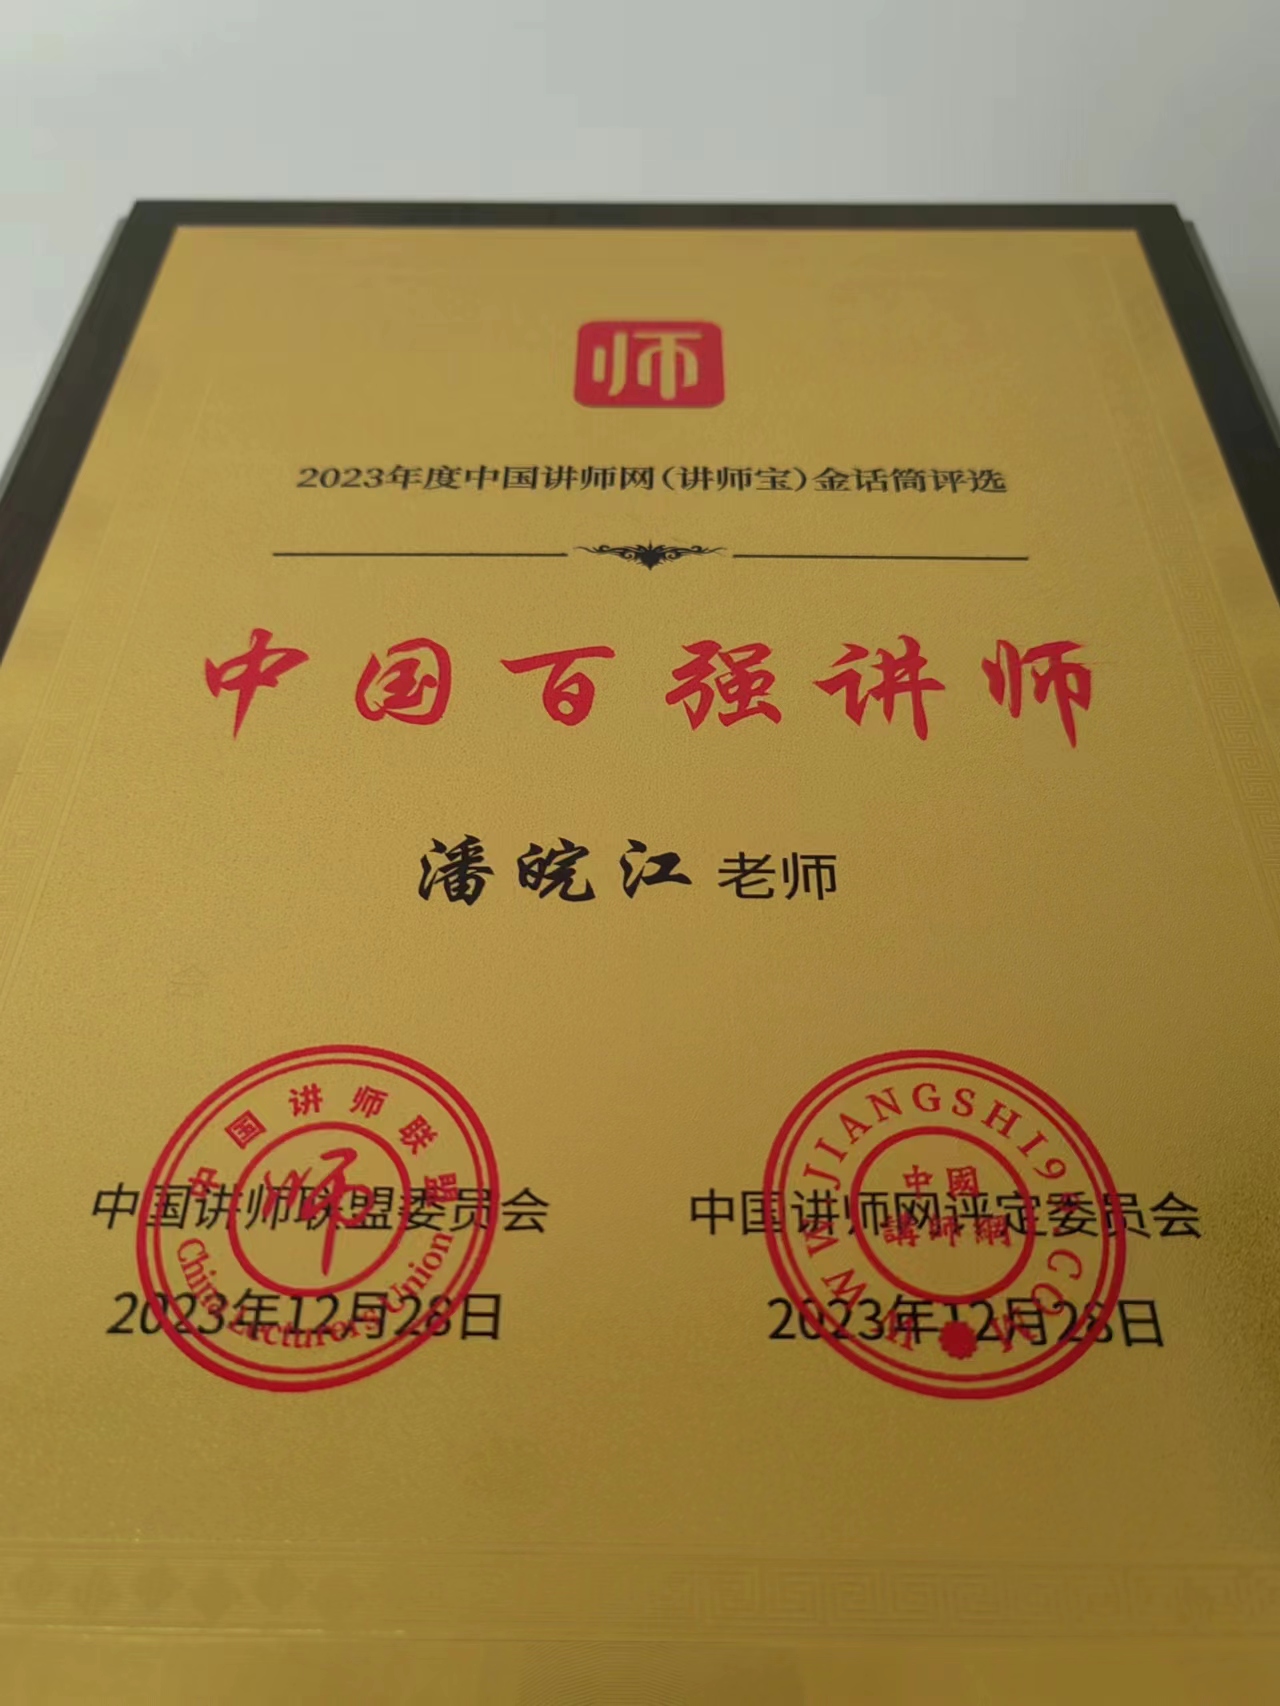 师
2023年度中国讲师网（讲师宝）金话筒评选
中国百强讲师
潘皖江老师
中国讲师联盟
师
中国讲师联盟委员会
China Lecturers Union
2023年12月28日
中國
講師網
中国讲师网评定委员会
2023年12月28日